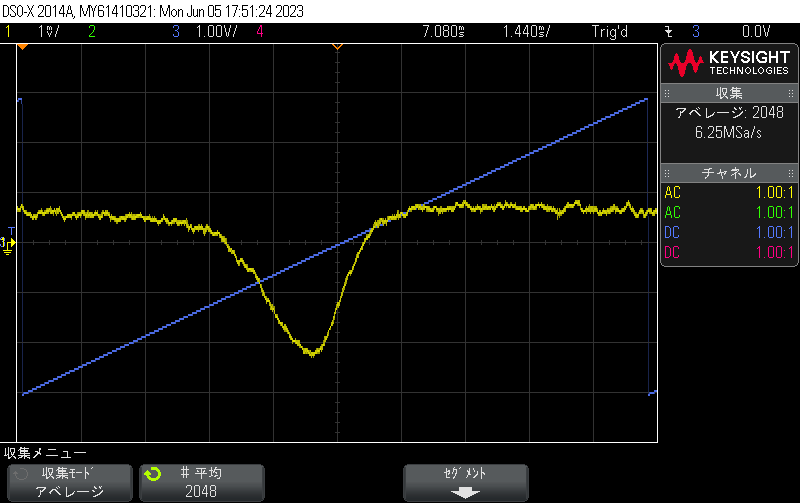 DSO-X 2014A, MY61410321: Mon Jun 05 17:51:24 2023
1 1mV/ 2 3 1.00V/ 4 7.080s 1.440s/ Trig'd 3 0.0V
KEYSIGHT
TECHNOLOGIES
収集
アベレージ: 2048
6.25MSa/s
チャネル
AC 1.00:1
AC 1.00:1
DC 1.00:1
DC 1.00:1
T
3
収集メニュー
収集モード
アベレージ
# 平均
2048
セグメント